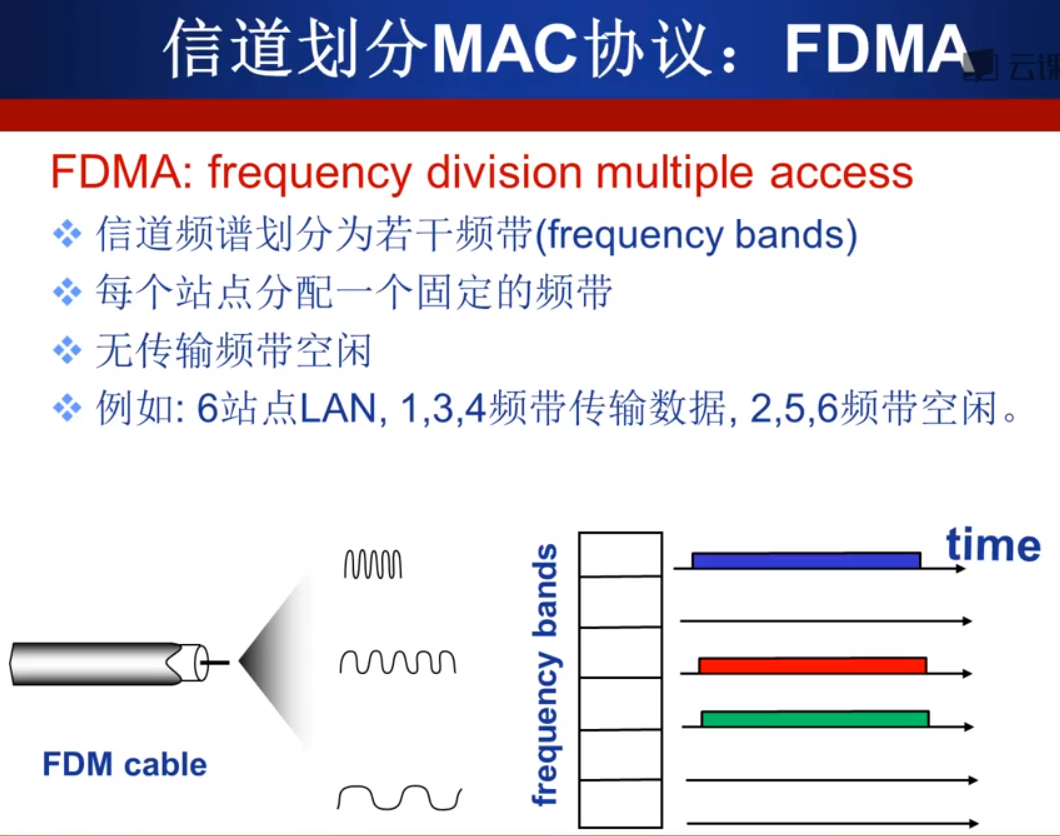 信道划分MAC协议：FDMA
云课
FDMA: frequency division multiple access
信道频谱划分为若干频带(frequency bands)
每个站点分配一个固定的频带
无传输频带空闲
例如: 6站点LAN, 1,3,4频带传输数据, 2,5,6频带空闲。
time
frequency bands
FDM cable